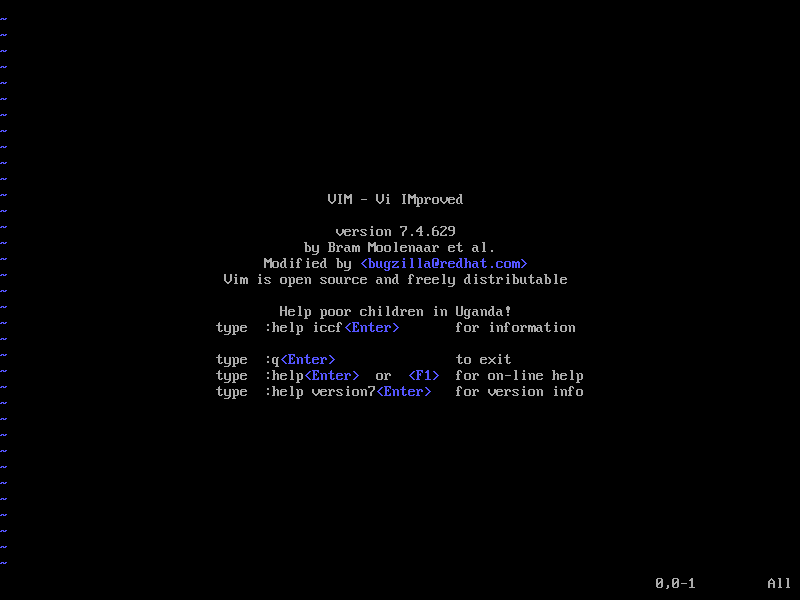 ~
~
~
~
~
~
~
~
~
~
~
~ VIM - Vi IMproved
~
~ version 7.4.629
~ by Bram Moolenaar et al.
~ Modified by <bugzilla@redhat.com>
~ Vim is open source and freely distributable
~
~ Help poor children in Uganda!
~ type :help iccf<Enter> for information
~
~ type :q<Enter> to exit
~ type :help<Enter> or <F1> for on-line help
~ type :help version7<Enter> for version info
~
~
~
~
~
~
~
~
~
~
~
0,0-1 All